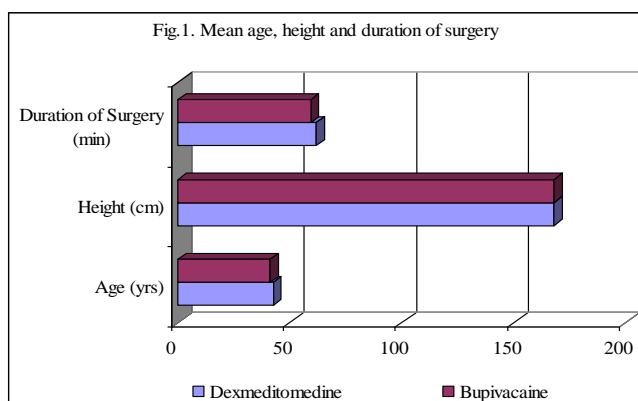 Fig.1. Mean age, height and duration of surgery
Duration of Surgery
(min)
Height (cm)
Age (yrs)
0 50 100 150 200
Dexmeditomedine Bupivacaine